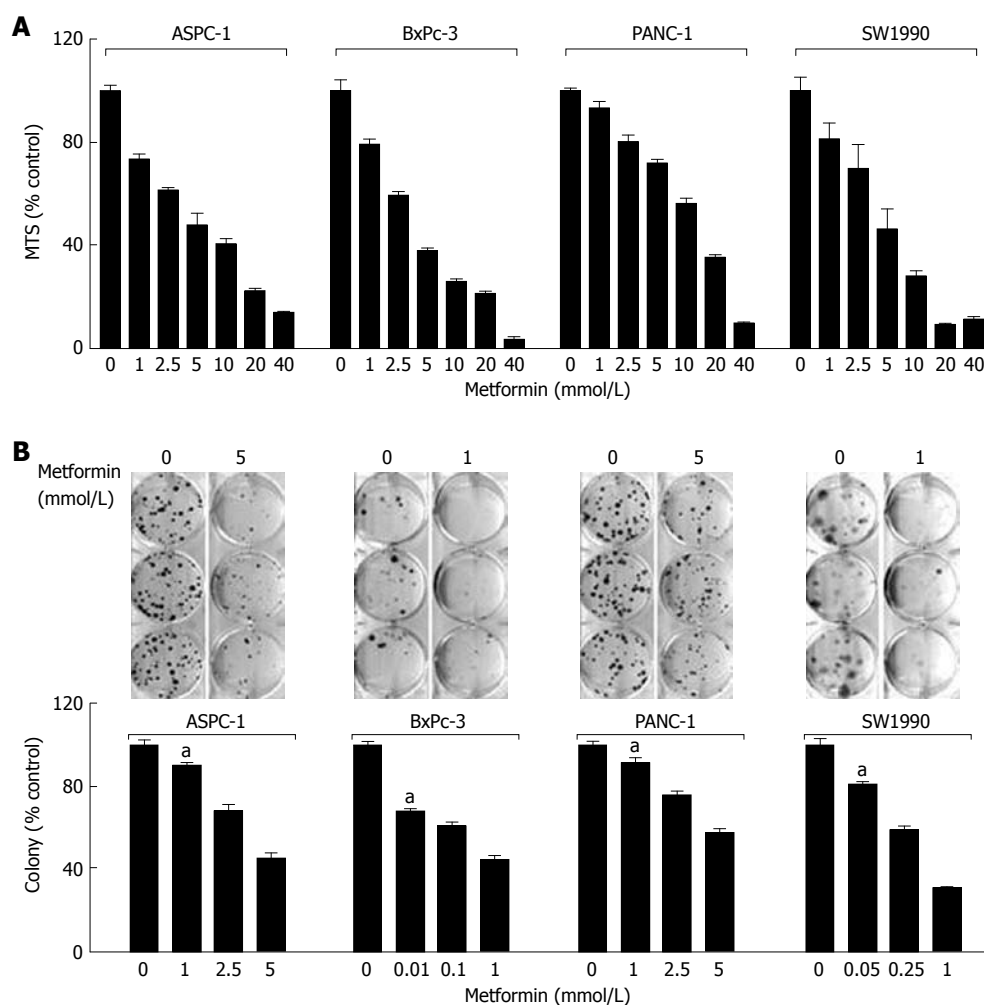 A
ASPC-1 BxPc-3 PANC-1 SW1990
MTS (% control)
120
80
40
0
0 1 2.5 5 10 20 40 0 1 2.5 5 10 20 40 0 1 2.5 5 10 20 40 0 1 2.5 5 10 20 40
Metformin (mmol/L) Metformin (mmol/L)
B
Metformin
(mmol/L)
0 5 0 1 0 5 0 1
ASPC-1 BxPc-3 PANC-1 SW1990
Colony (% control)
120
80
40
0
a a a a
0 1 2.5 5 0 0.01 0.1 1 0 1 2.5 5 0 0.05 0.25 1
Metformin (mmol/L) Metformin (mmol/L)